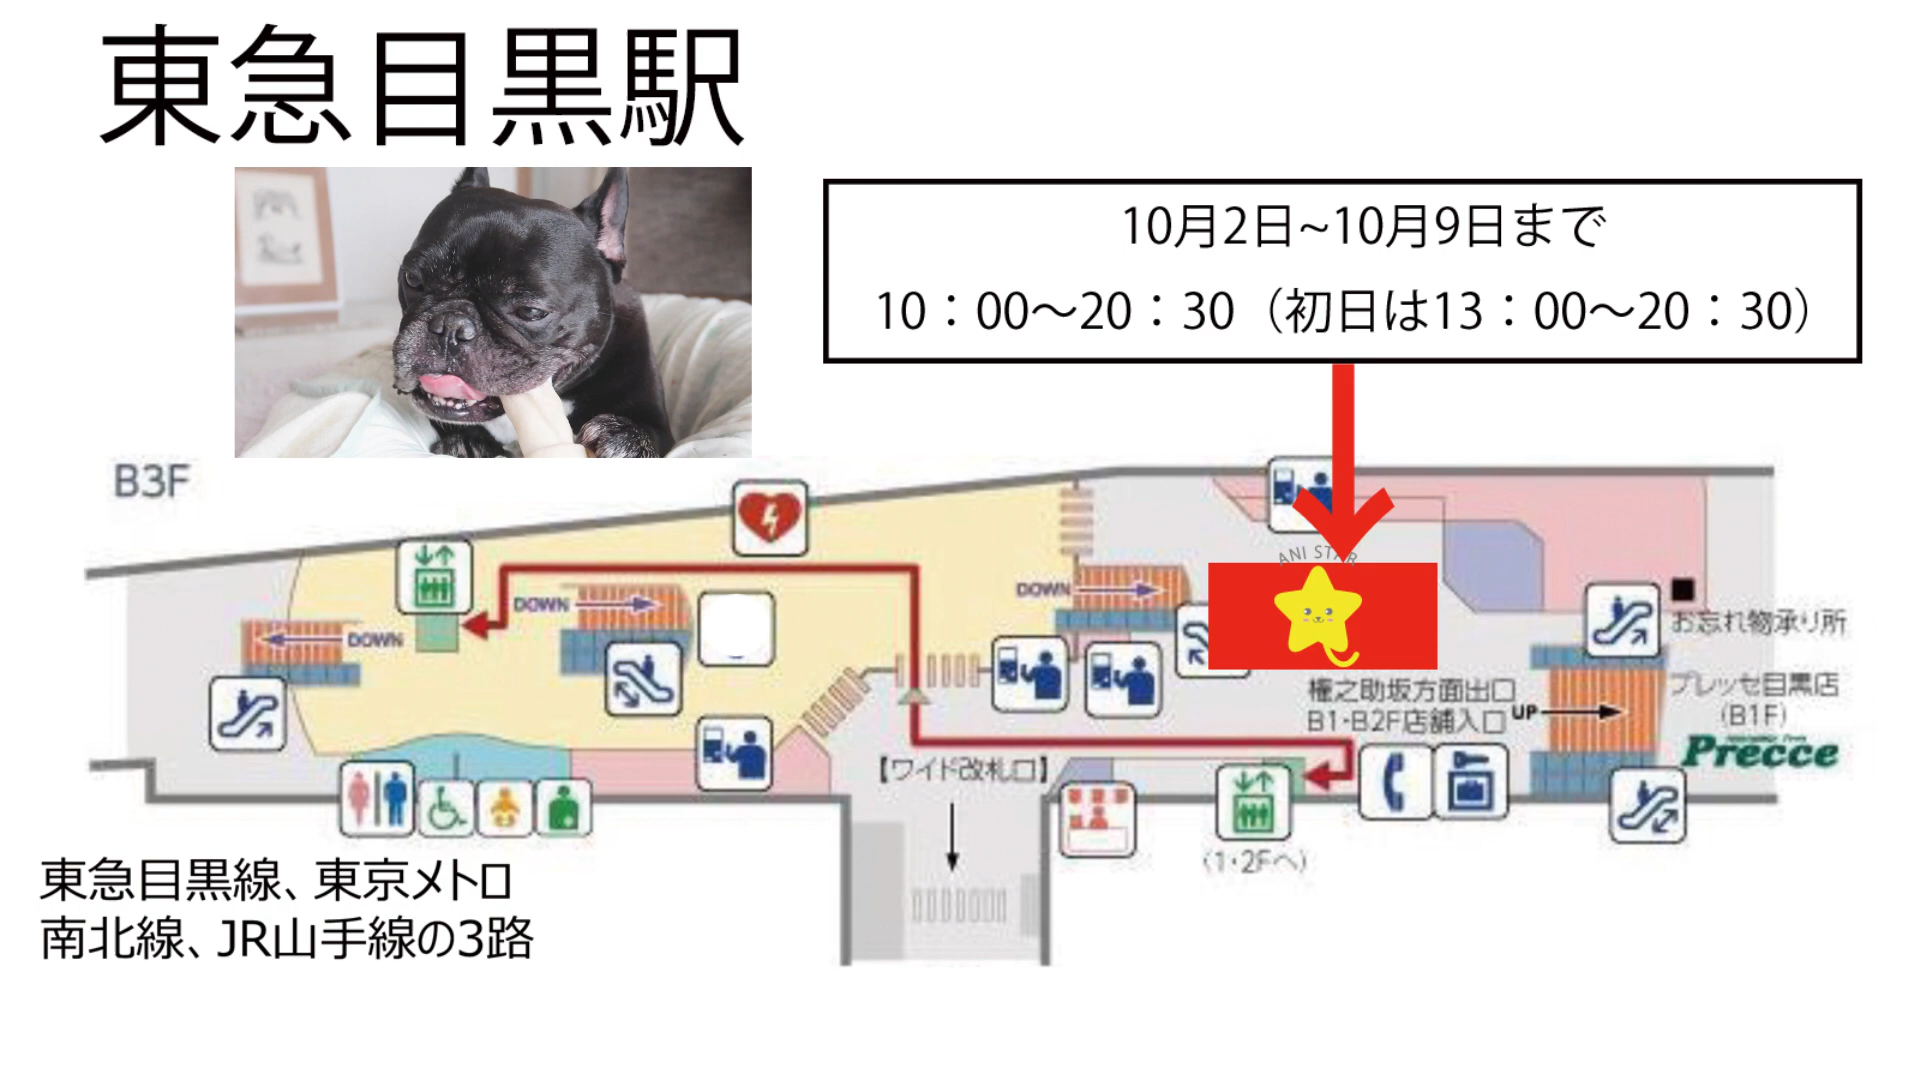 東急目黒駅
10月2日~10月9日まで
10：00～20：30（初日は13：00～20：30）
B3F
ANI STAR
DOWN
DOWN
DOWN
お忘れ物承り所
権之助坂方面出口
B1・B2F店舗入口
UP
プレッセ目黒店
(B1F)
Precce
【ワイド改札口】
(1・2Fへ)
東急目黒線、東京メトロ
南北線、JR山手線の3路